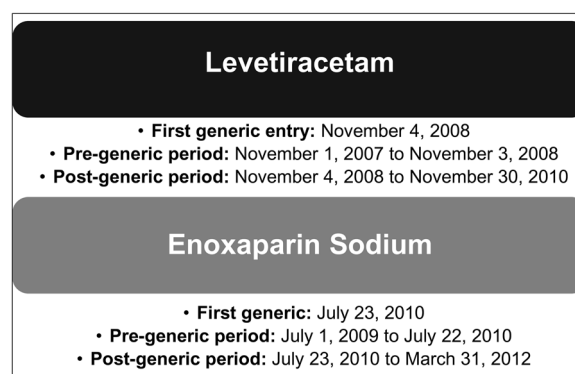 Levetiracetam
• First generic entry: November 4, 2008
• Pre-generic period: November 1, 2007 to November 3, 2008
• Post-generic period: November 4, 2008 to November 30, 2010
Enoxaparin Sodium
• First generic: July 23, 2010
• Pre-generic period: July 1, 2009 to July 22, 2010
• Post-generic period: July 23, 2010 to March 31, 2012